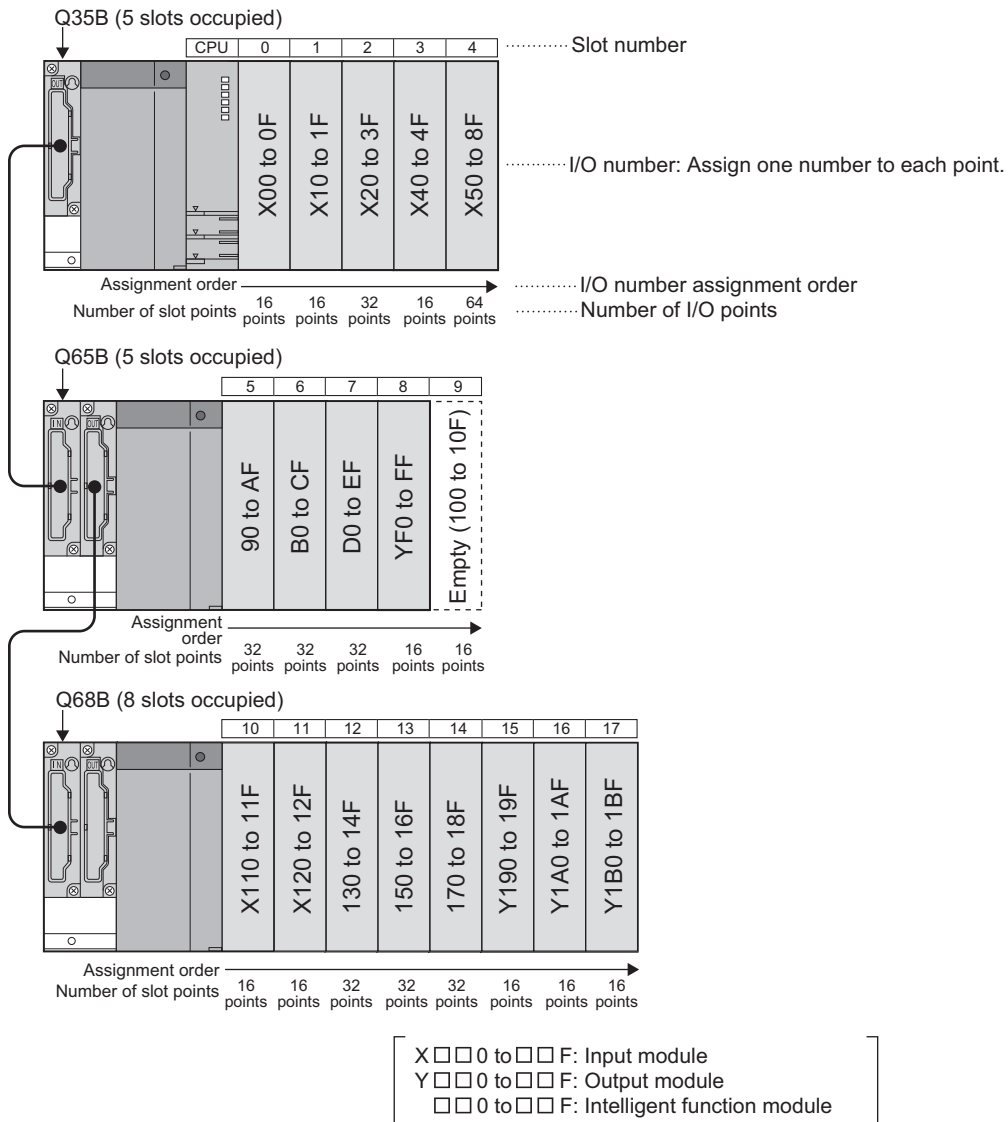 Q35B (5 slots occupied)
CPU 0 1 2 3 4 Slot number
OUT
X00 to 0F
X10 to 1F
X20 to 3F
X40 to 4F
X50 to 8F
I/O number: Assign one number to each point.
Assignment order
I/O number assignment order
Number of slot points 16 points 16 points 32 points 16 points 64 points
Number of I/O points
Q65B (5 slots occupied)
5 6 7 8 9
IN OUT
90 to AF
B0 to CF
D0 to EF
YF0 to FF
Empty (100 to 10F)
Assignment order
Number of slot points 32 points 32 points 32 points 16 points 16 points
Q68B (8 slots occupied)
10 11 12 13 14 15 16 17
IN OUT
X110 to 11F
X120 to 12F
130 to 14F
150 to 16F
170 to 18F
Y190 to 19F
Y1A0 to 1AF
Y1B0 to 1BF
Assignment order
Number of slot points 16 points 16 points 32 points 32 points 32 points 16 points 16 points 16 points
X □ □ 0 to □ □ F: Input module
Y □ □ 0 to □ □ F: Output module
□ □ 0 to □ □ F: Intelligent function module